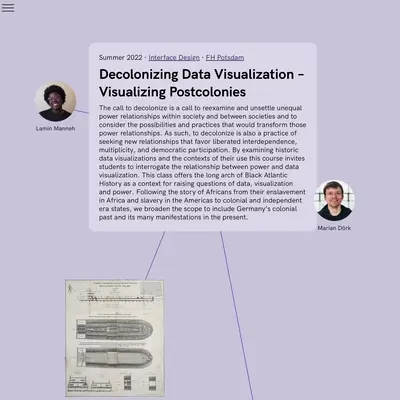 Summer 2022 · Interface Design · FH Potsdam
Decolonizing Data Visualization –
Visualizing Postcolonies
The call to decolonize is a call to reexamine and unsettle unequal
power relationships within society and between societies and to
consider the possibilities and practices that would transform those
power relationships. As such, to decolonize is also a practice of
seeking new relationships that favor liberated interdependence,
multiplicity, and democratic participation. By examining historic
data visualizations and the contexts of their use this course invites
students to interrogate the relationship between power and data
visualization. This class offers the long arch of Black Atlantic
History as a context for raising questions of data, visualization
and power. Following the story of Africans from their enslavement
in Africa and slavery in the Americas to colonial and independent
era states, we broaden the scope to include Germany's colonial
past and its many manifestations in the present.
Lamin Manneh
Marian Dörk